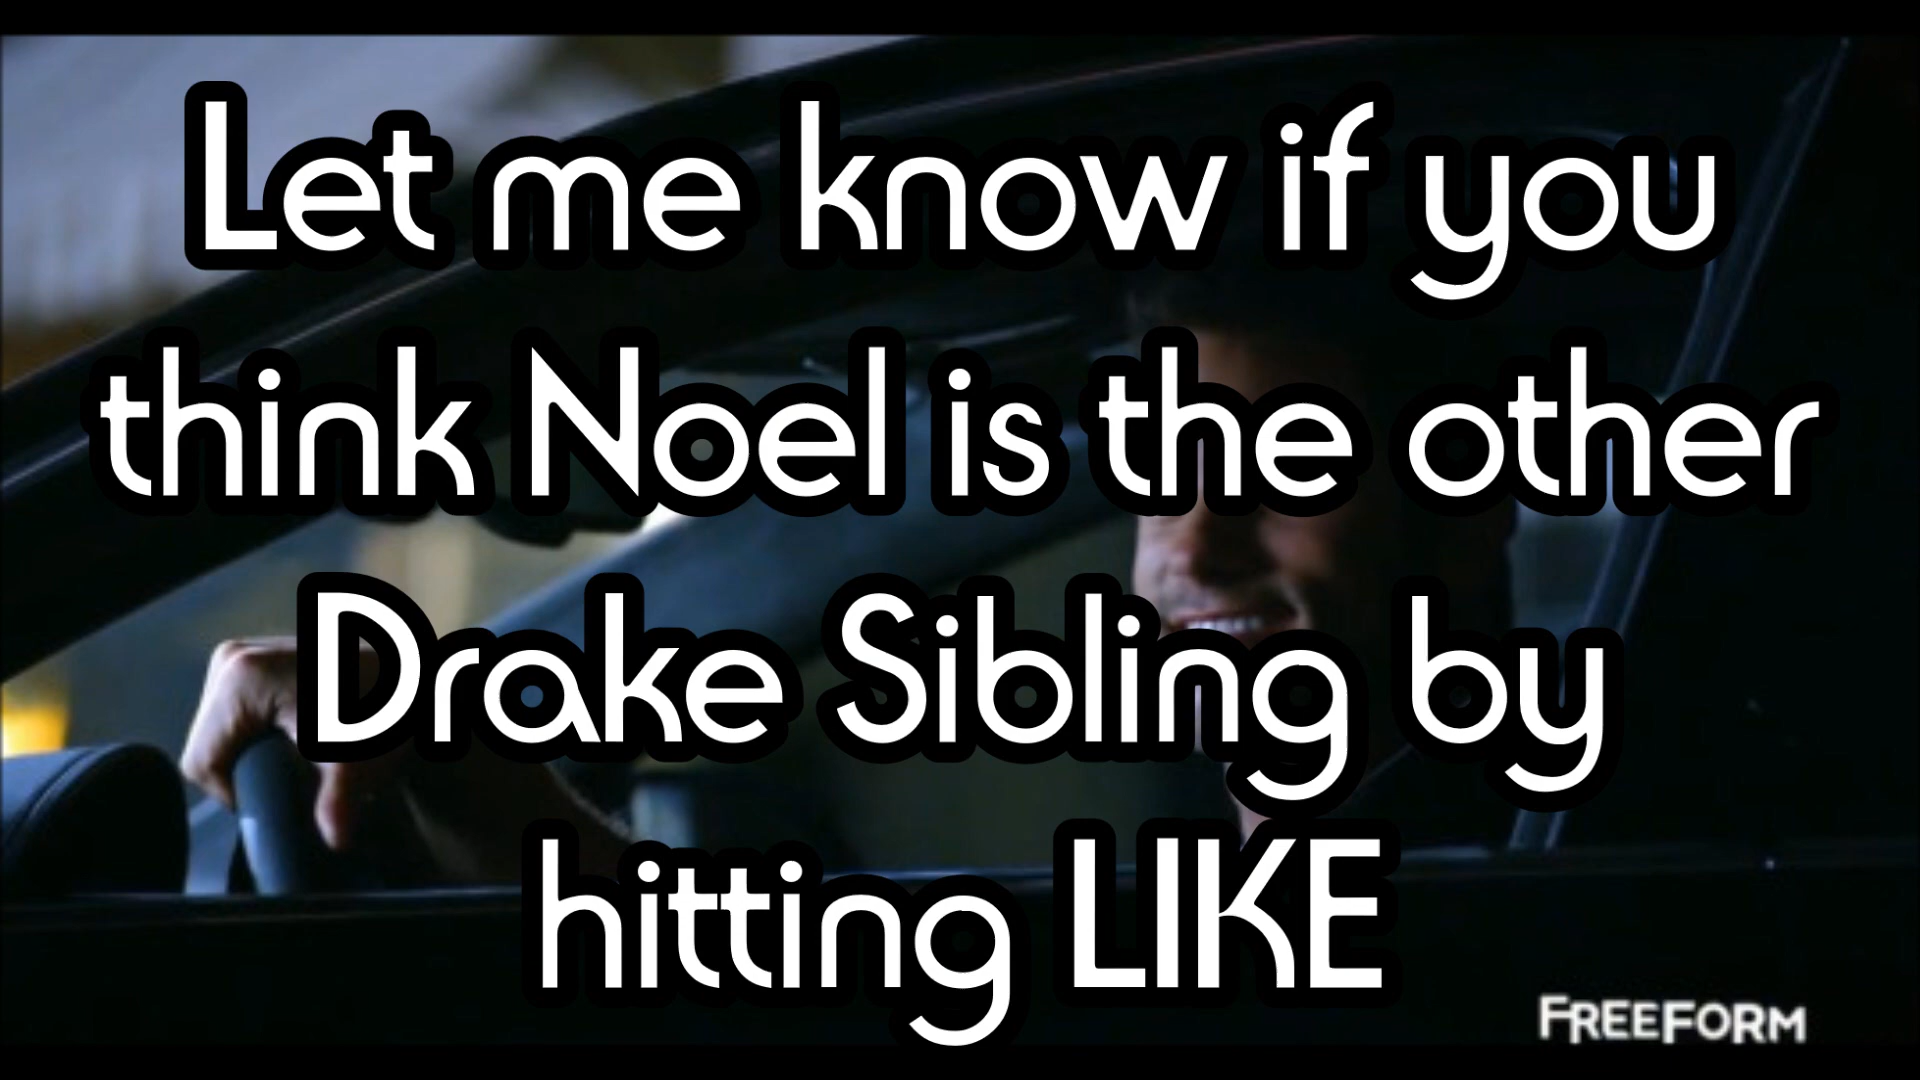 Let me know if you
think Noel is the other
Drake Sibling by
hitting LIKE
FREEFORM